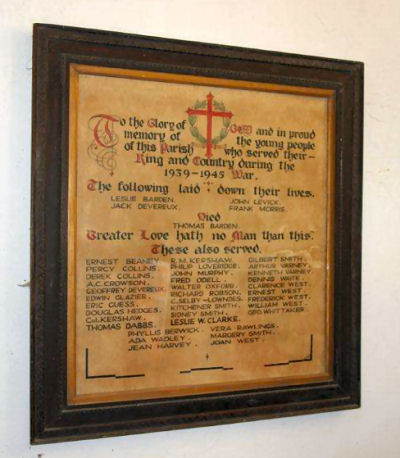 To the Glory of GOD and in proud
memory of the young people
of this Parish who served their -
King and Country during the
1939-1945 War.
The following laid down their lives.
LESLIE BARDEN. JOHN LEVICK.
JACK DEVEREUX. FRANK MORRIS.
Died
THOMAS BARDEN
Greater Love hath no Man than this.
These also served.
ERNEST BEANEY. R.M. KERSHAW. GILBERT SMITH.
PERCY COLLINS. PHILIP LOVERDGE. ARTHUR VARNEY.
DEREK COLLINS. JOHN MURPHY. KENNETH VARNEY.
A.C. CROWSON. FRED ODELL. DENNIS WAITE.
GEOFFREY DEVEREUX. WALTER OXFORD. CLARENCE WEST.
EDWIN GLAZIER. RICHARD ROBSON. ERNEST WEST.
ERIC GUESS. C. SELBY-LOWNDES. FREDERICK WEST.
DOUGLAS HEDGES. KITCHENER SMITH. WILLIAM WEST.
Col. KERSHAW. SIDNEY SMITH. GEO. WHITTAKER.
THOMAS DABBS. LESLIE W. CLARKE.
PHYLLIS BERWICK. VERA RAWLINGS.
ADA WADLEY. MARGERY SMITH.
JEAN HARVEY. JOAN WEST.